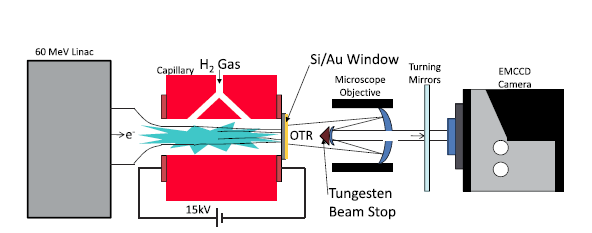 60 MeV Linac
Capillary
H2 Gas
Si/Au Window
Microscope
Objective
Turning
Mirrors
EMCCD
Camera
e-
OTR
Tungsten
Beam Stop
15kV